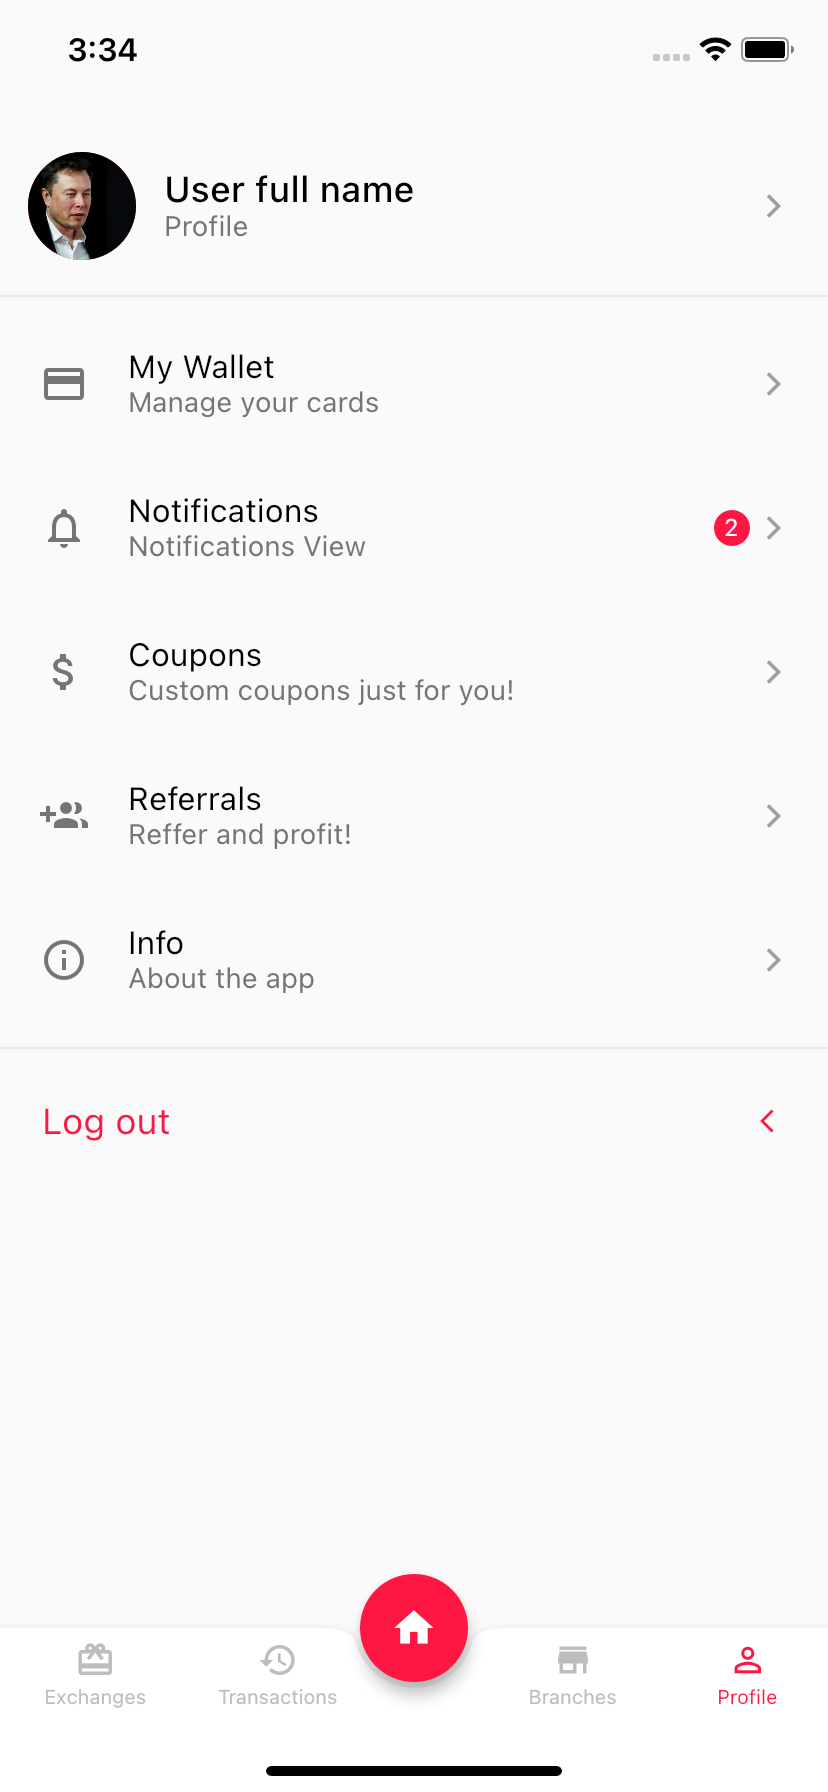 3:34
User full name
Profile
My Wallet
Manage your cards
Notifications
Notifications View
2
Coupons
Custom coupons just for you!
Referrals
Reffer and profit!
Info
About the app
Log out
Exchanges
Transactions
Branches
Profile